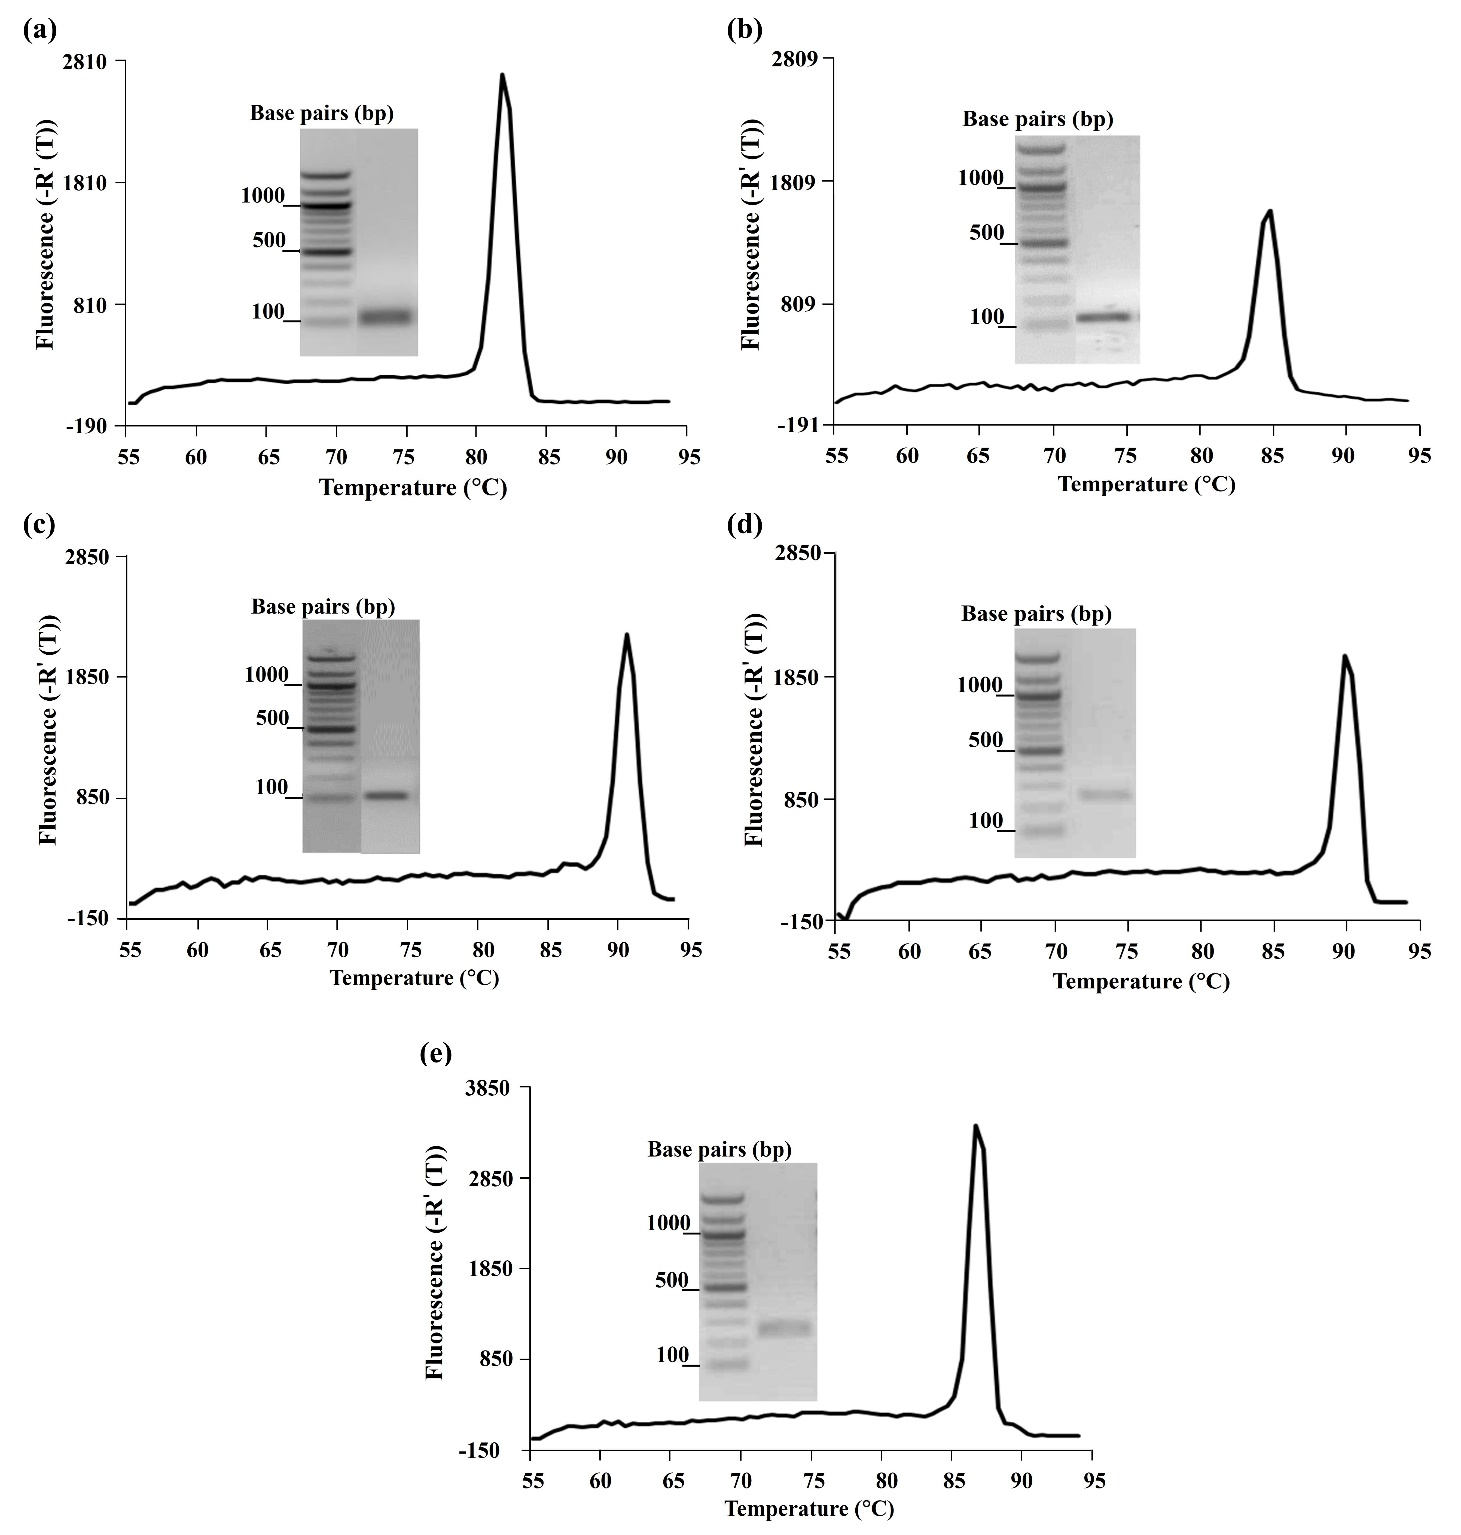 (a)
2810
1810
810
-190
Fluorescence (-R' (T))
Base pairs (bp)
1000
500
100
55 60 65 70 75 80 85 90 95
Temperature (°C)
(b)
2809
1809
809
-191
Fluorescence (-R' (T))
Base pairs (bp)
1000
500
100
55 60 65 70 75 80 85 90 95
Temperature (°C)
(c)
2850
1850
850
-150
Fluorescence (-R' (T))
Base pairs (bp)
1000
500
100
55 60 65 70 75 80 85 90 95
Temperature (°C)
(d)
2850
1850
850
-150
Fluorescence (-R' (T))
Base pairs (bp)
1000
500
100
55 60 65 70 75 80 85 90 95
Temperature (°C)
(e)
3850
2850
1850
850
-150
Fluorescence (-R' (T))
Base pairs (bp)
1000
500
100
55 60 65 70 75 80 85 90 95
Temperature (°C)